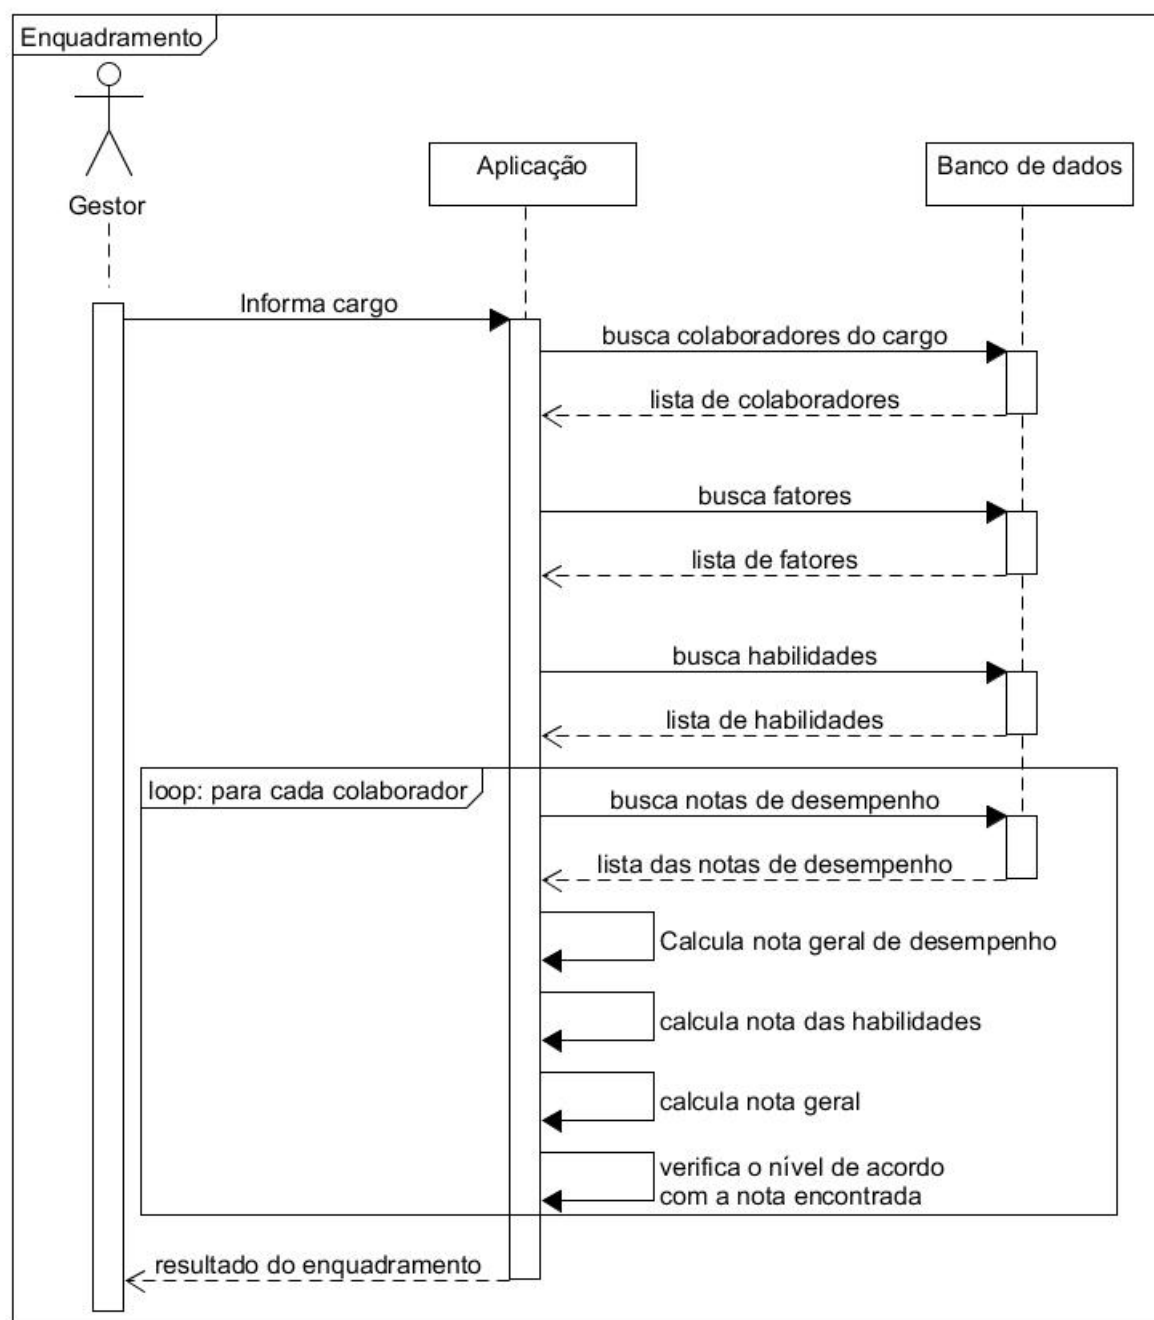 Enquadramento
Gestor
Aplicação
Banco de dados
Informa cargo
busca colaboradores do cargo
lista de colaboradores
busca fatores
lista de fatores
busca habilidades
lista de habilidades
loop: para cada colaborador
busca notas de desempenho
lista das notas de desempenho
Calcula nota geral de desempenho
calcula nota das habilidades
calcula nota geral
verifica o nível de acordo
com a nota encontrada
resultado do enquadramento